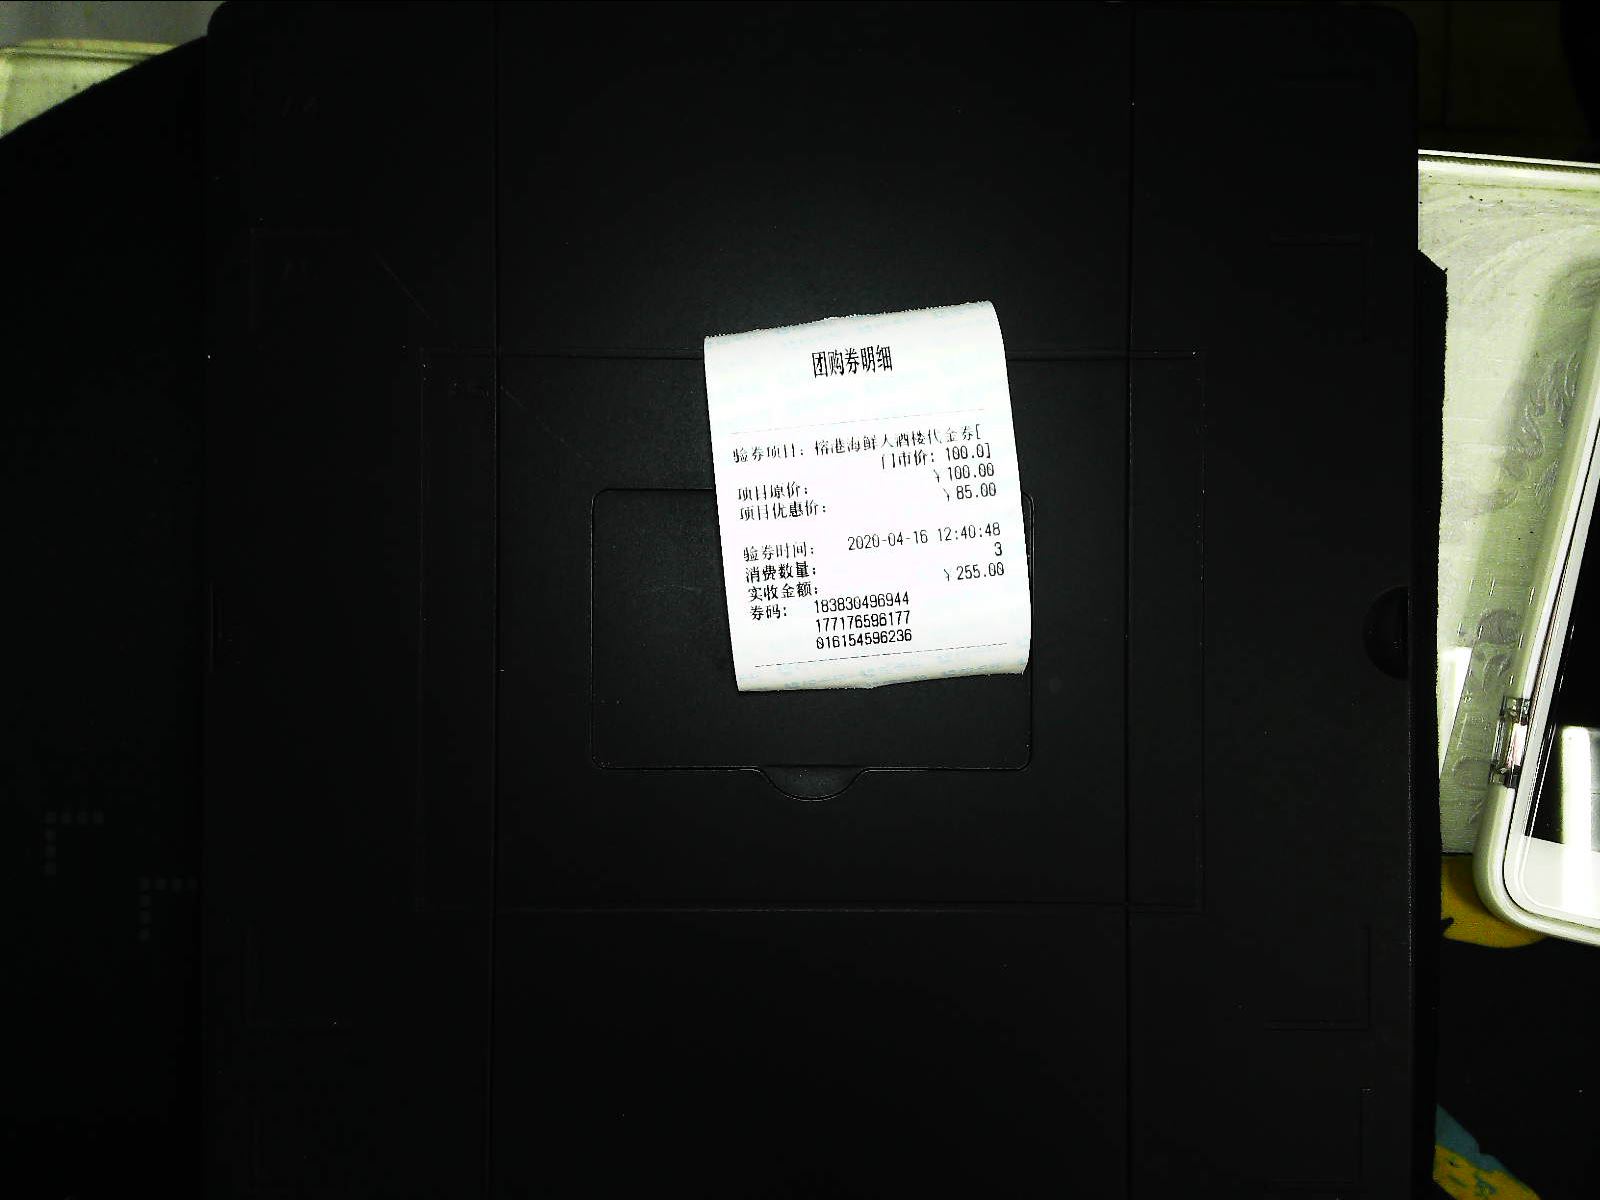 团购券明细
验券项目：榕港海鲜大酒楼代金券[
门市价：100.0]
￥100.00
项目原价：
￥85.00
项目优惠价：
验券时间： 2020-04-16 12:40:48
3
消费数量：
￥255.00
实收金额：
券码： 183830496944
177176596177
016154596236